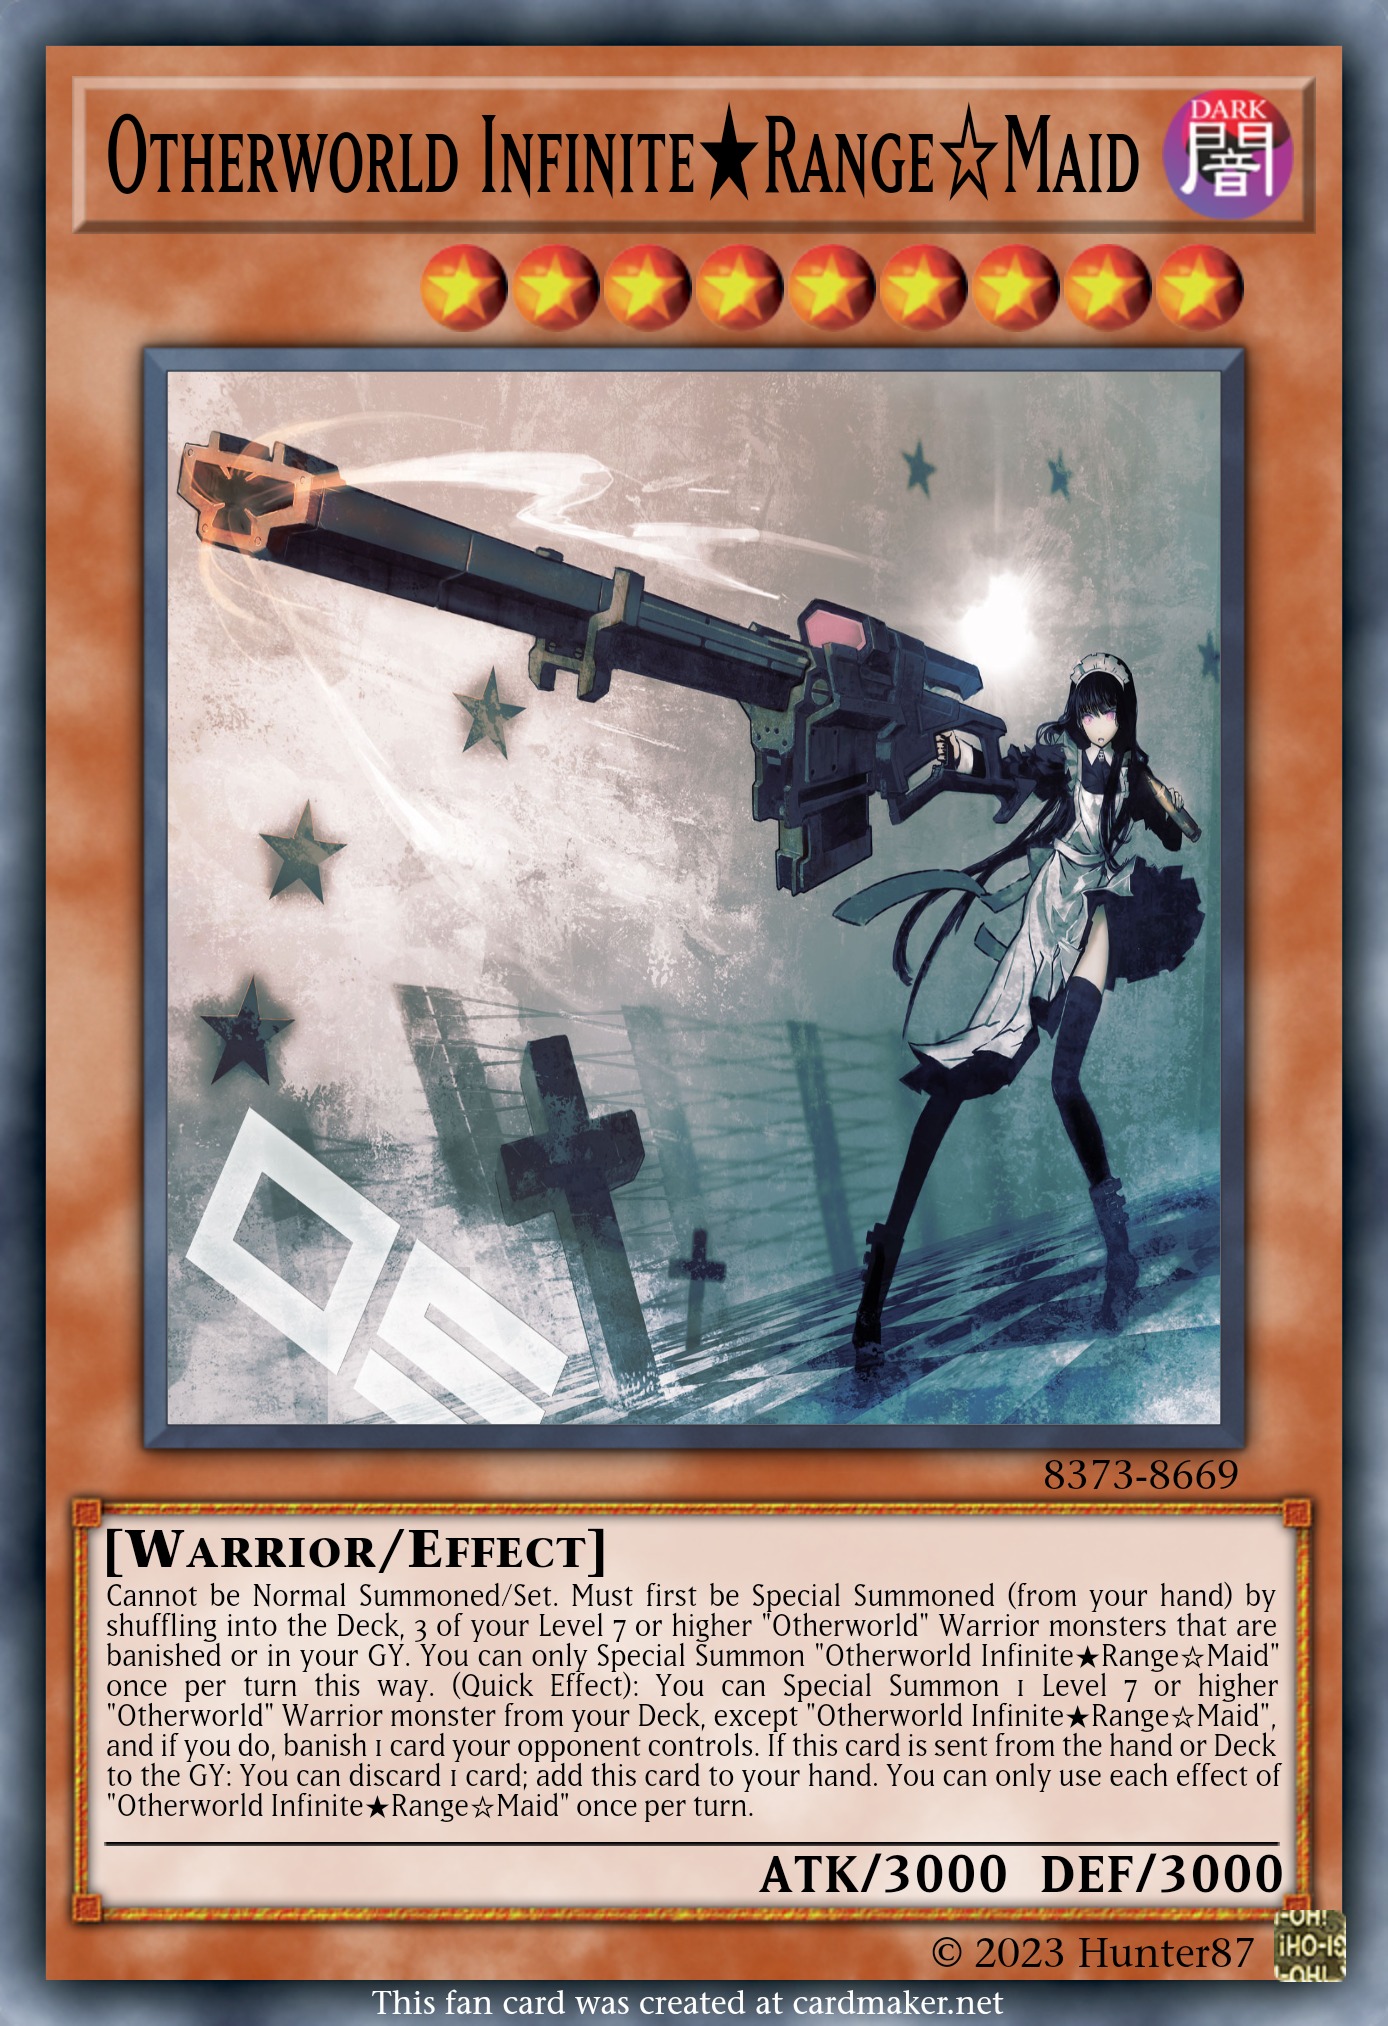 Otherworld Infinite★Range☆Maid
DARK
闇
8373-8669
[Warrior/Effect]
Cannot be Normal Summoned/Set. Must first be Special Summoned (from your hand) by
shuffling into the Deck, 3 of your Level 7 or higher "Otherworld" Warrior monsters that are
banished or in your GY. You can only Special Summon "Otherworld Infinite★Range☆Maid"
once per turn this way. (Quick Effect): You can Special Summon 1 Level 7 or higher
"Otherworld" Warrior monster from your Deck, except "Otherworld Infinite★Range☆Maid",
and if you do, banish 1 card your opponent controls. If this card is sent from the hand or Deck
to the GY: You can discard 1 card; add this card to your hand. You can only use each effect of
"Otherworld Infinite★Range☆Maid" once per turn.
ATK/3000 DEF/3000
© 2023 Hunter87
This fan card was created at cardmaker.net